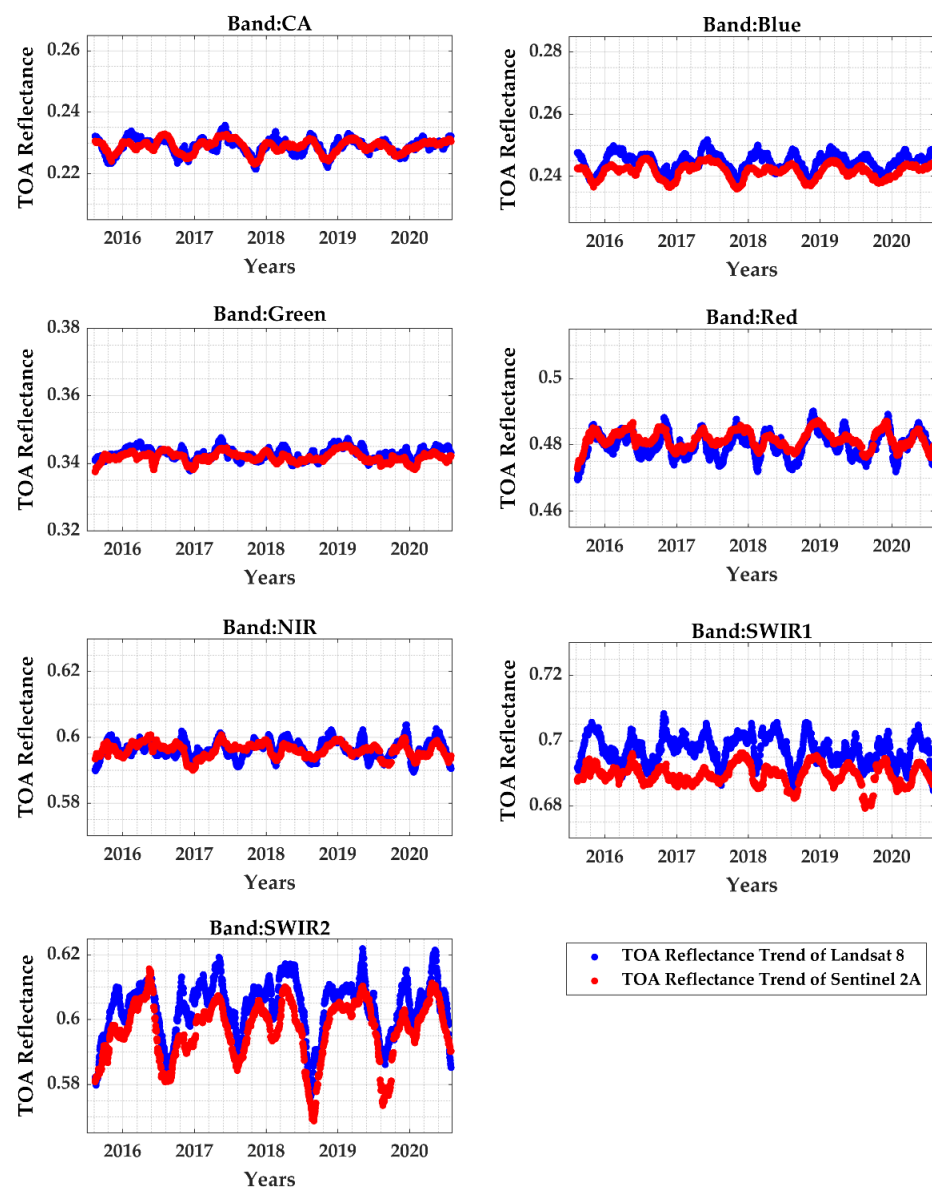 Band:CA
TOA Reflectance
0.26
0.24
0.22
2016 2017 2018 2019 2020
Years
Band:Blue
TOA Reflectance
0.28
0.26
0.24
2016 2017 2018 2019 2020
Years
Band:Green
TOA Reflectance
0.38
0.36
0.34
0.32
2016 2017 2018 2019 2020
Years
Band:Red
TOA Reflectance
0.5
0.48
0.46
2016 2017 2018 2019 2020
Years
Band:NIR
TOA Reflectance
0.62
0.6
0.58
2016 2017 2018 2019 2020
Years
Band:SWIR1
TOA Reflectance
0.72
0.7
0.68
2016 2017 2018 2019 2020
Years
Band:SWIR2
TOA Reflectance
0.62
0.6
0.58
2016 2017 2018 2019 2020
Years
TOA Reflectance Trend of Landsat 8
TOA Reflectance Trend of Sentinel 2A